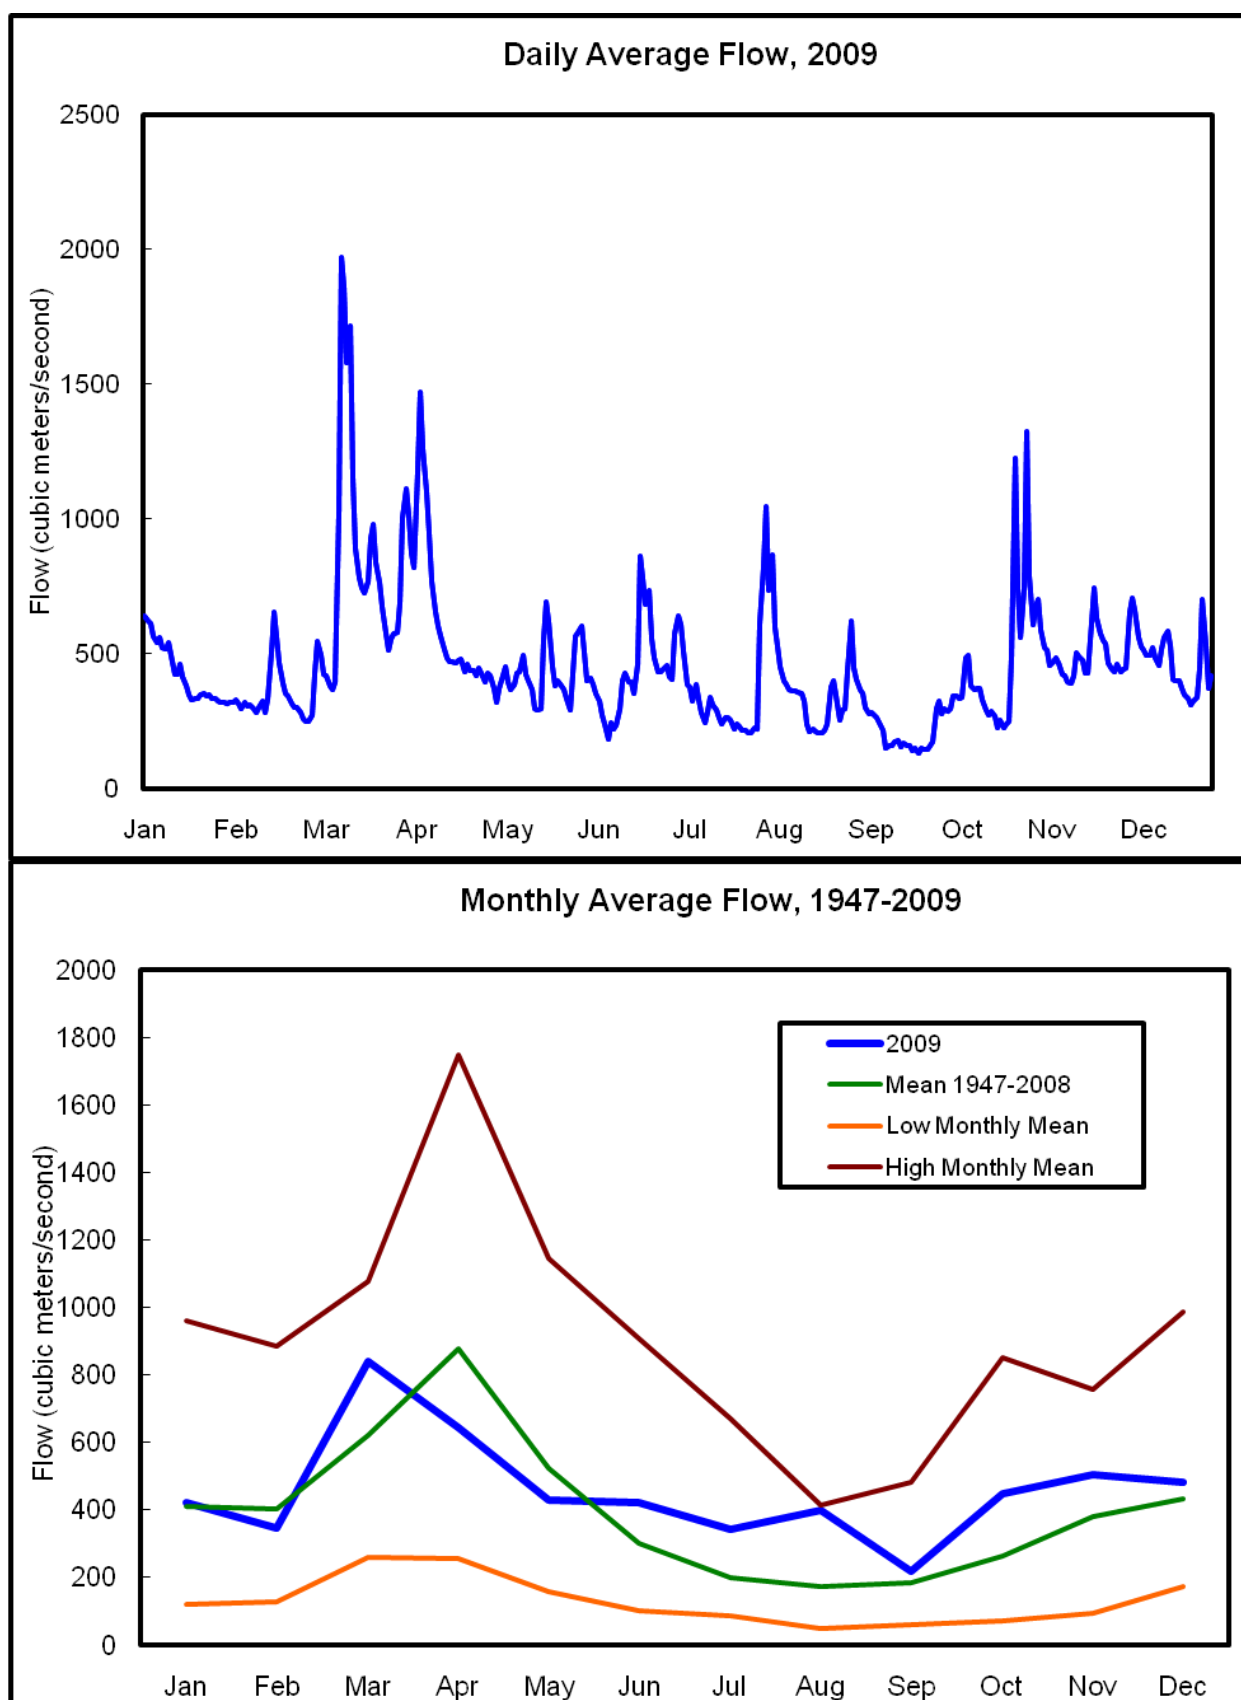 Daily Average Flow, 2009
Flow (cubic meters/second)
2500
2000
1500
1000
500
0
Jan Feb Mar Apr May Jun Jul Aug Sep Oct Nov Dec
Monthly Average Flow, 1947-2009
Flow (cubic meters/second)
2000
1800
1600
1400
1200
1000
800
600
400
200
0
2009
Mean 1947-2008
Low Monthly Mean
High Monthly Mean
Jan Feb Mar Apr May Jun Jul Aug Sep Oct Nov Dec